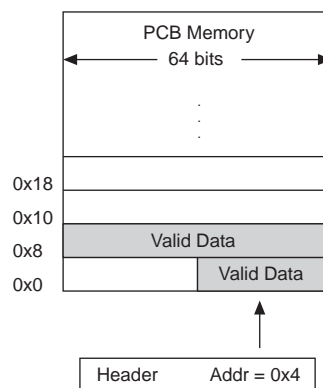 PCB Memory
64 bits
.
.
.
0x18
0x10
Valid Data
0x8
Valid Data
0x0
Header Addr = 0x4